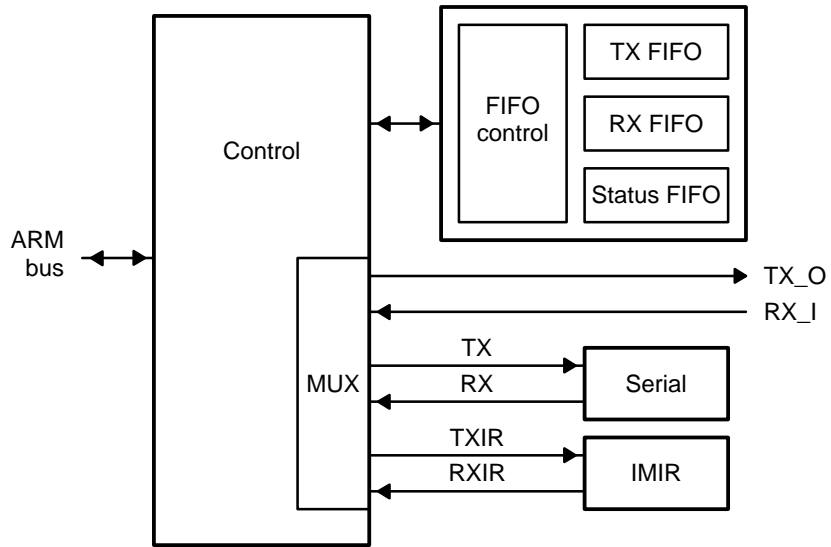 TX FIFO
FIFO
control
RX FIFO
Control
Status FIFO
ARM
bus
TX_O
RX_I
TX
MUX
RX
Serial
TXIR
RXIR
IMIR